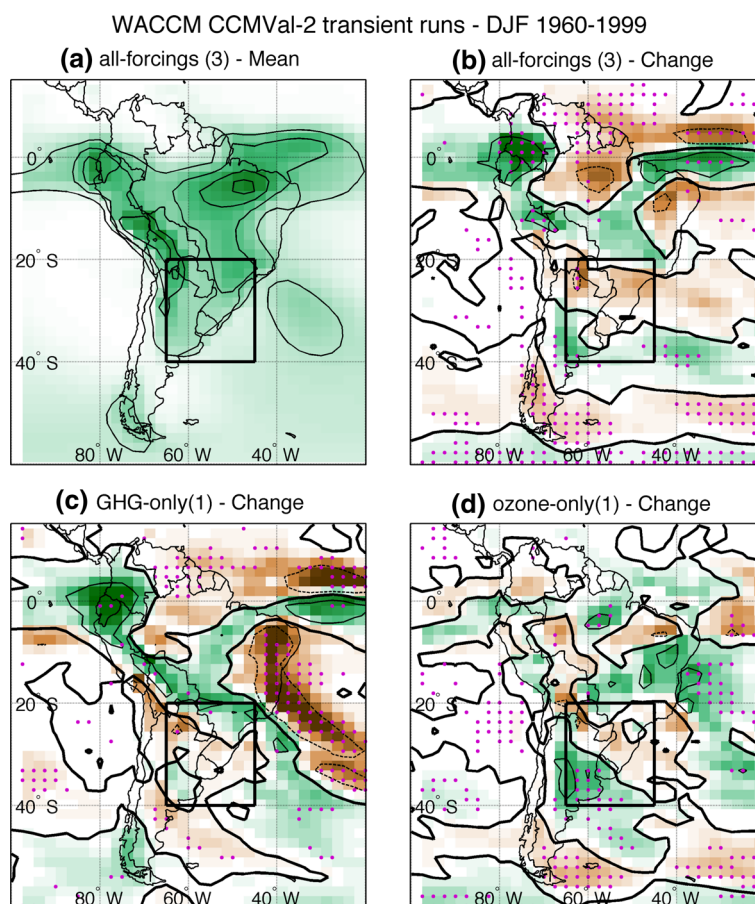 WACCM CCMVal-2 transient runs - DJF 1960-1999
(a) all-forcings (3) - Mean
(b) all-forcings (3) - Change
0°
20° S
40° S
80° W 60° W 40° W
0°
20° S
40° S
80° W 60° W 40° W
(c) GHG-only(1) - Change
(d) ozone-only(1) - Change
0°
20° S
40° S
80° W 60° W 40° W
0°
20° S
40° S
80° W 60° W 40° W